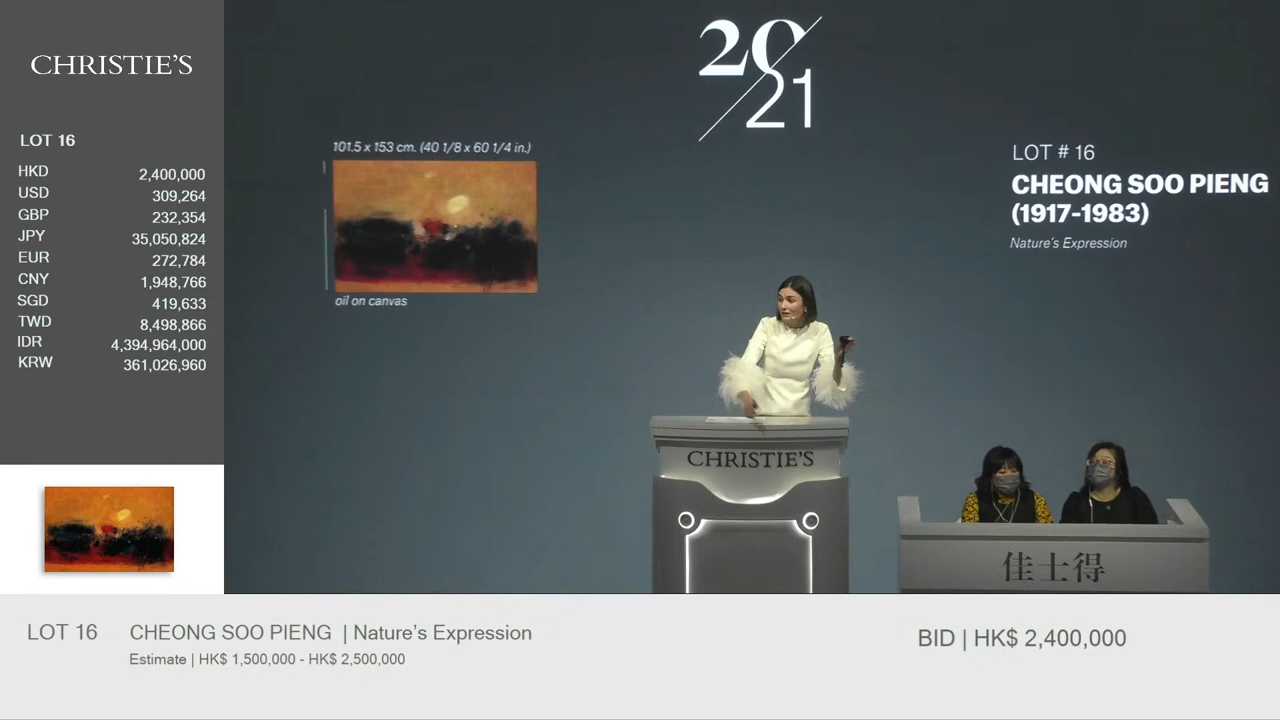 CHRISTIE'S
LOT 16
HKD 2,400,000
USD 309,264
GBP 232,354
JPY 35,050,824
EUR 272,784
CNY 1,948,766
SGD 419,633
TWD 8,498,866
IDR 4,394,964,000
KRW 361,026,960
20/21
101.5 x 153 cm. (40 1/8 x 60 1/4 in.)
oil on canvas
LOT # 16
CHEONG SOO PIENG
(1917-1983)
Nature's Expression
CHRISTIE'S
佳士得
LOT 16 CHEONG SOO PIENG | Nature's Expression
Estimate | HK$ 1,500,000 - HK$ 2,500,000
BID | HK$ 2,400,000